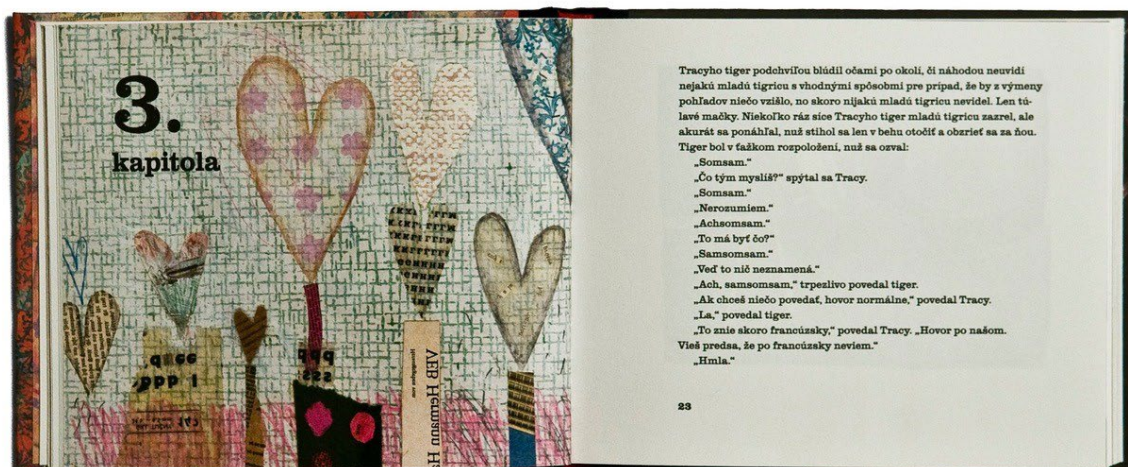 3.
kapitola
Tracyho tiger podchvíľou blúdil očami po okolí, či náhodou neuvidí
nejakú mladú tigricu s vhodnými spôsobmi pre prípad, že by z výmeny
pohľadov niečo vzišlo, no skoro nijakú mladú tigricu nevidel. Len tú-
lavé mačky. Niekoľko ráz síce Tracyho tiger mladú tigricu zazrel, ale
akurát sa ponáhľal, nuž stihol sa len v behu otočiť a obzrieť sa za ňou.
Tiger bol v ťažkom rozpoložení, nuž sa ozval:
„Somsam.“
„Čo tým myslíš?“ spýtal sa Tracy.
„Somsam.“
„Nerozumiem.“
„Achsomsam.“
„To má byť čo?“
„Samsomsam.“
„Veď to nič neznamená.“
„Ach, samsomsam,“ trpezlivo povedal tiger.
„Ak chceš niečo povedať, hovor normálne,“ povedal Tracy.
„La,“ povedal tiger.
„To znie skoro francúzsky,“ povedal Tracy. „Hovor po našom.
Vieš predsa, že po francúzsky neviem.“
„Hmla.“
23